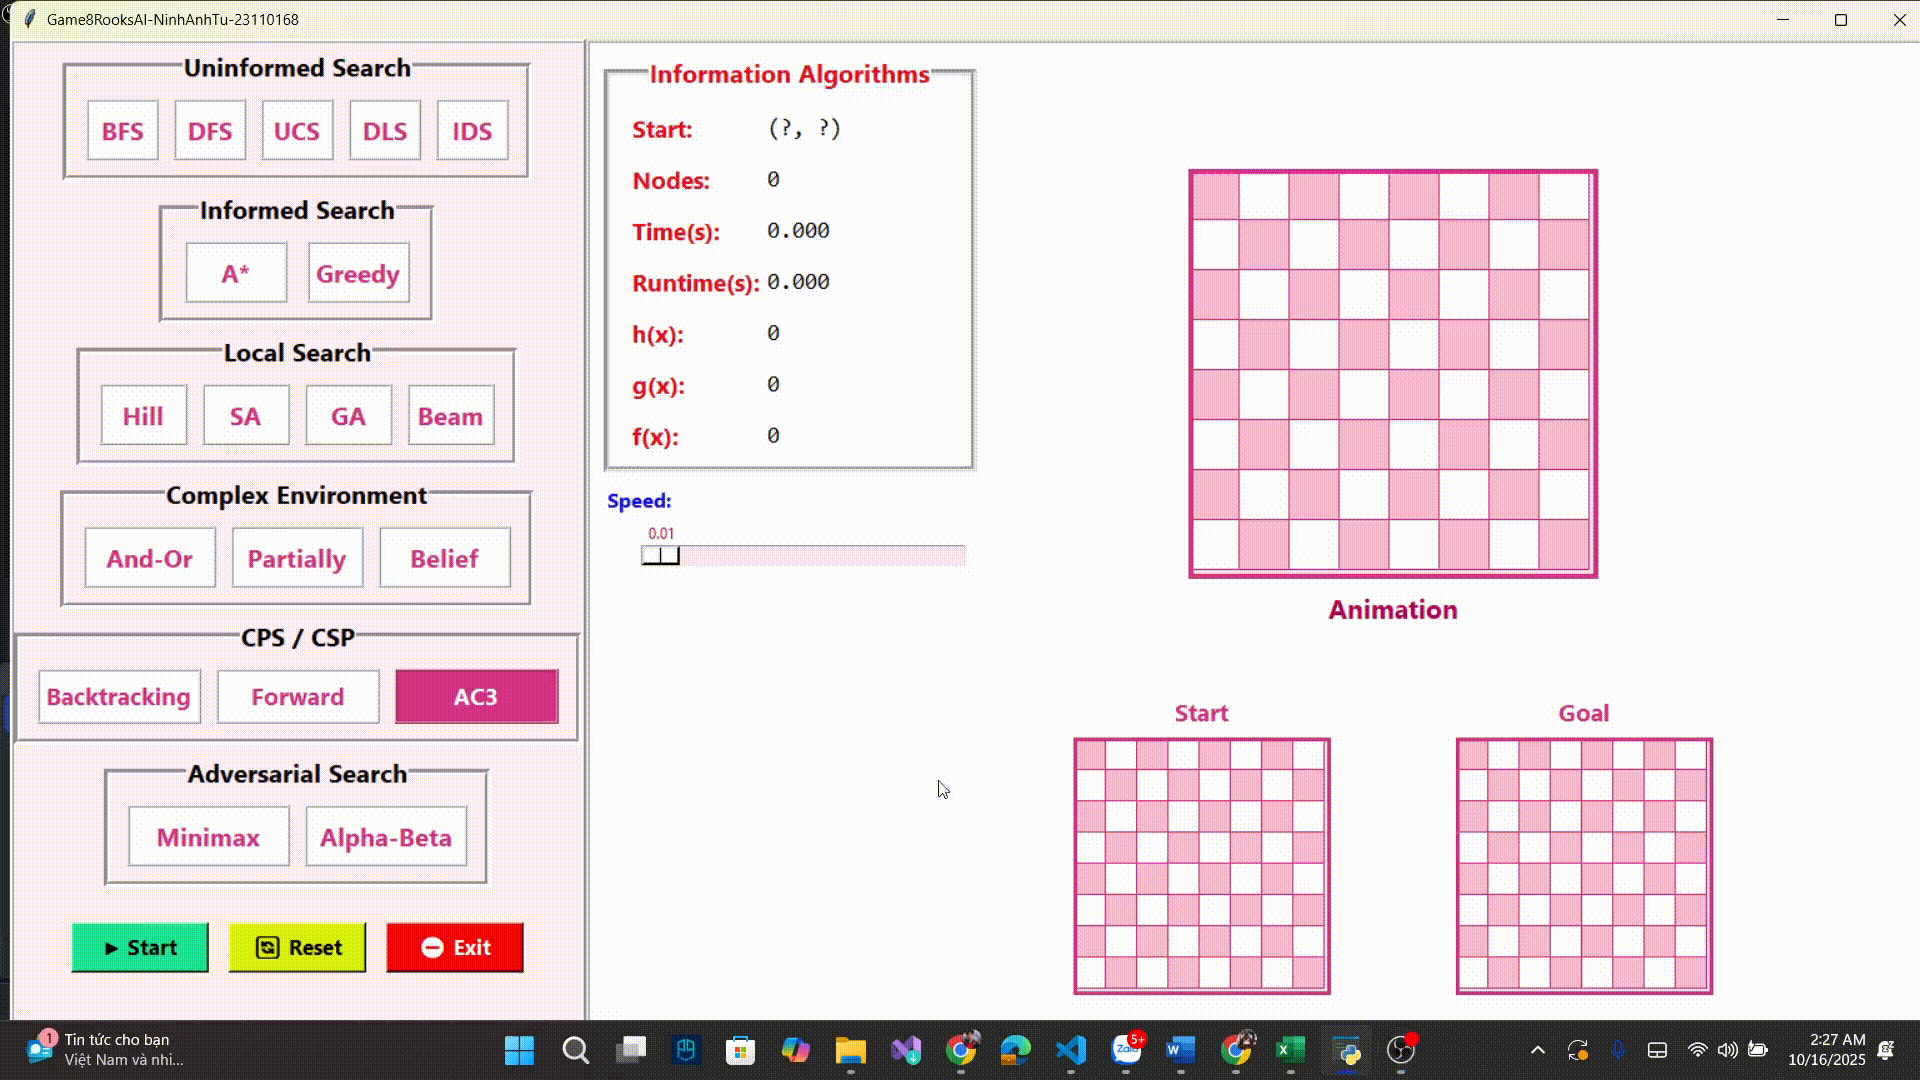 Game8RooksAI-NinhAnhTu-23110168
Uninformed Search
BFS DFS UCS DLS IDS
Informed Search
A* Greedy
Local Search
Hill SA GA Beam
Complex Environment
And-Or Partially Belief
CPS / CSP
Backtracking Forward AC3
Adversarial Search
Minimax Alpha-Beta
Start Reset Exit
Information Algorithms
Start: (?, ?)
Nodes: 0
Time(s): 0.000
Runtime(s): 0.000
h(x): 0
g(x): 0
f(x): 0
Speed:
0.01
Animation
Start Goal
1
Tin tức cho bạn
Việt Nam và nhi...
Zalo
5+
2:27 AM
10/16/2025